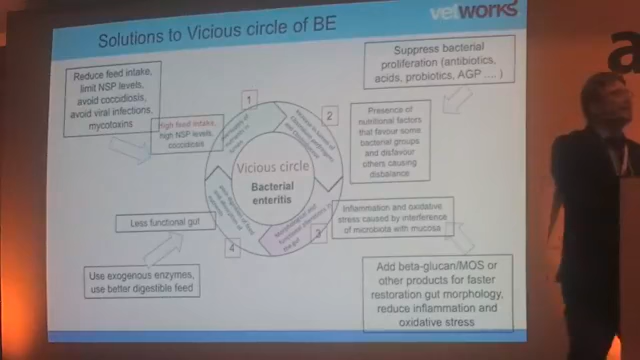 Solutions to Vicious circle of BE
vetworks
Reduce feed intake,
limit NSP levels,
avoid coccidiosis,
avoid viral infections,
mycotoxins
High feed intake,
high NSP levels,
coccidiosis
1
2
Suppress bacterial
proliferation (antibiotics,
acids, probiotics, AGP .... )
Presence of
nutritional factors
that favour some
bacterial groups
and disfavour
others causing
disbalance
Vicious circle
Bacterial
enteritis
Less functional gut
4
3
Inflammation and oxidative
stress caused by interference
of microbiota with mucosa
Use exogenous enzymes,
use better digestible feed
Add beta-glucan/MOS or
other products for faster
restoration gut morphology,
reduce inflammation and
oxidative stress
a